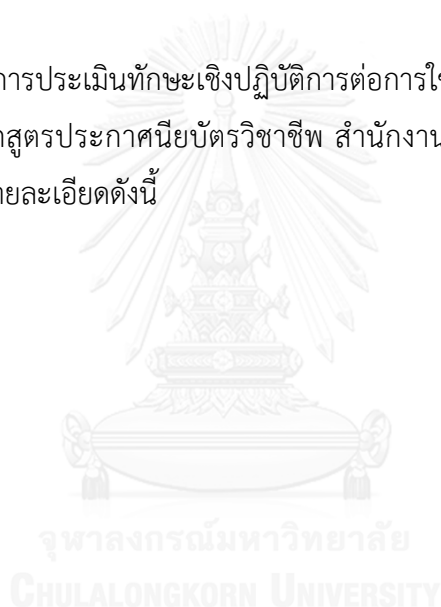 การประเมินทักษะเชิงปฏิบัติการต่อการใช
สูตรประกาศนียบัตรวิชาชีพ สำนักงาน
ายละเอียดดังนี้
จุฬาลงกรณ์มหาวิทยาลัย
CHULALONGKORN UNIVERSITY